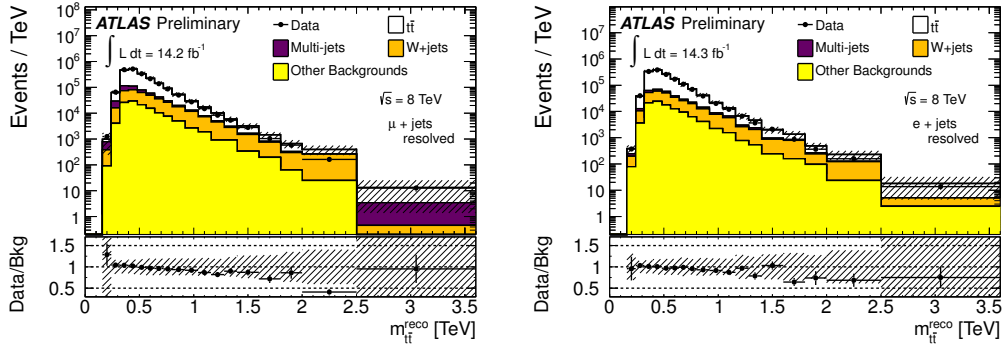 ATLAS Preliminary
Data
tt̄
∫ L dt = 14.2 fb⁻¹
Multi-jets
W+jets
Other Backgrounds
√s = 8 TeV
μ + jets
resolved
Events / TeV
10⁷
10⁶
10⁵
10⁴
10³
10²
10
1
Data/Bkg
1.5
1
0.5
0 0.5 1 1.5 2 2.5 3 3.5
m_tt̄^reco [TeV]
ATLAS Preliminary
Data
tt̄
∫ L dt = 14.3 fb⁻¹
Multi-jets
W+jets
Other Backgrounds
√s = 8 TeV
e + jets
resolved
Events / TeV
10⁷
10⁶
10⁵
10⁴
10³
10²
10
1
Data/Bkg
1.5
1
0.5
0 0.5 1 1.5 2 2.5 3 3.5
m_tt̄^reco [TeV]